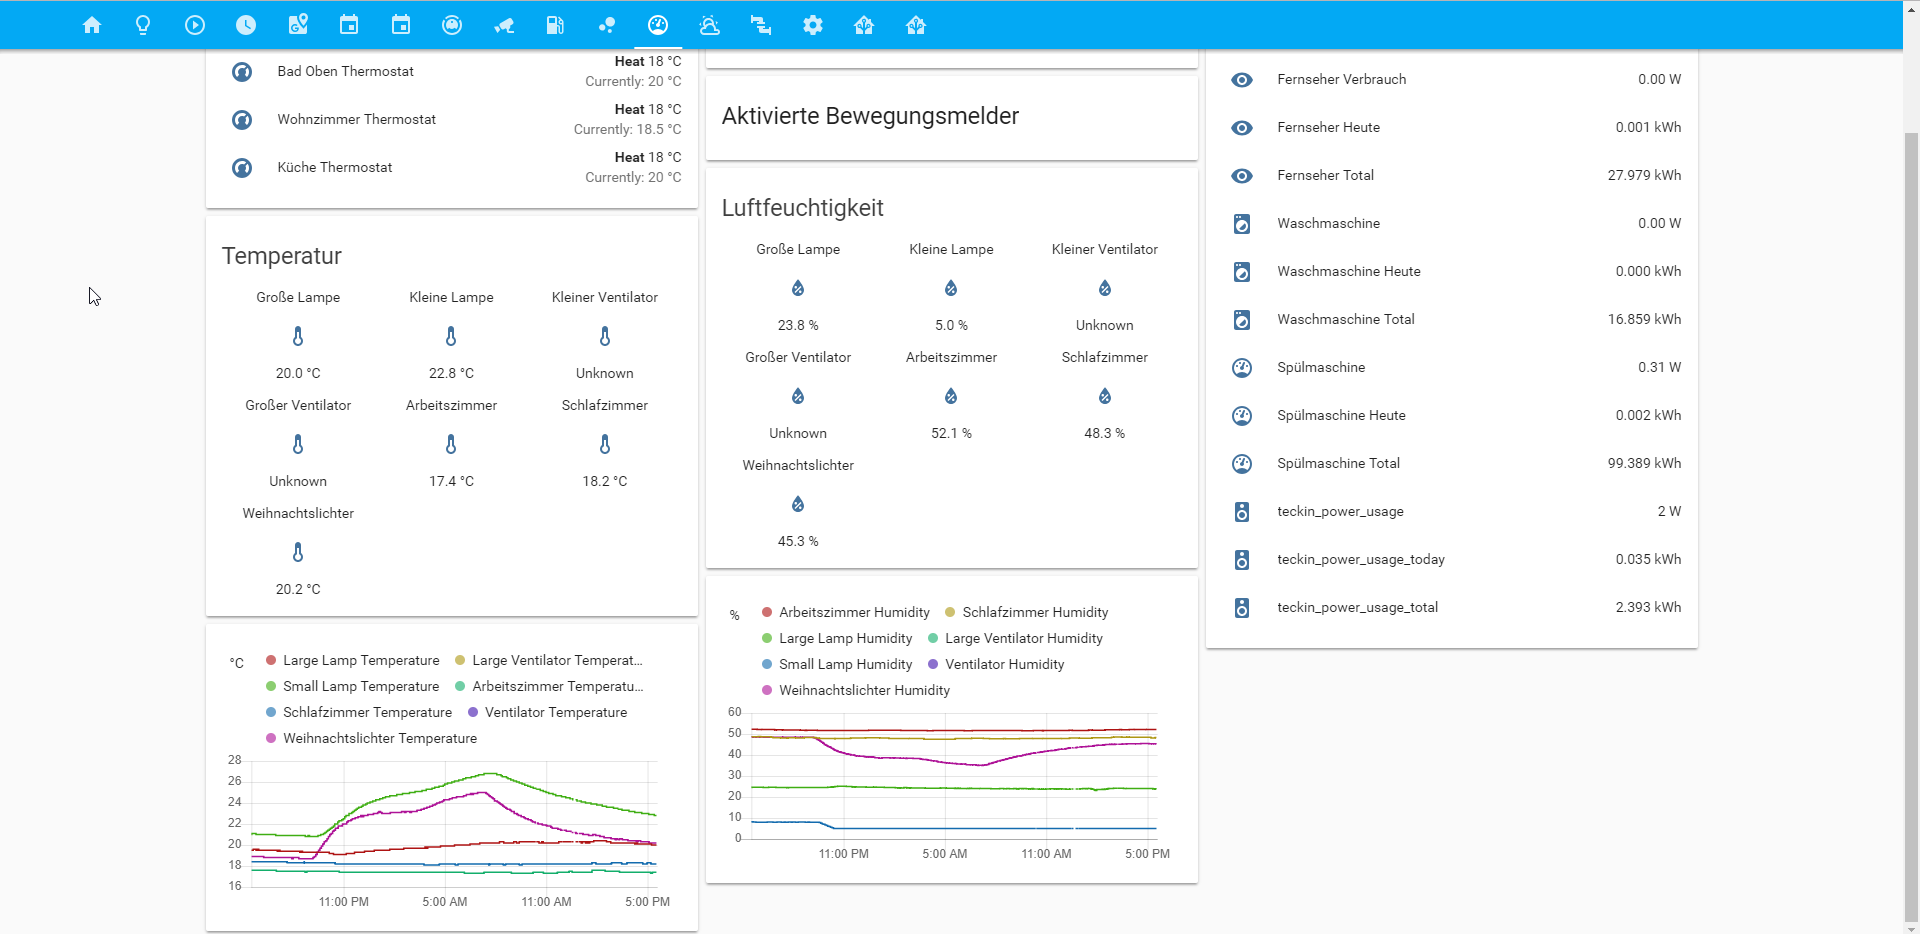 Bad Oben Thermostat
Heat 18 °C
Currently: 20 °C
Wohnzimmer Thermostat
Heat 18 °C
Currently: 18.5 °C
Küche Thermostat
Heat 18 °C
Currently: 20 °C
Temperatur
Große Lampe Kleine Lampe Kleiner Ventilator
20.0 °C 22.8 °C Unknown
Großer Ventilator Arbeitszimmer Schlafzimmer
Unknown 17.4 °C 18.2 °C
Weihnachtslichter
20.2 °C
°C
Large Lamp Temperature Large Ventilator Temperat...
Small Lamp Temperature Arbeitszimmer Temperatu...
Schlafzimmer Temperature Ventilator Temperature
Weihnachtslichter Temperature
28
26
24
22
20
18
16
11:00 PM 5:00 AM 11:00 AM 5:00 PM
Aktivierte Bewegungsmelder
Luftfeuchtigkeit
Große Lampe Kleine Lampe Kleiner Ventilator
23.8 % 5.0 % Unknown
Großer Ventilator Arbeitszimmer Schlafzimmer
Unknown 52.1 % 48.3 %
Weihnachtslichter
45.3 %
%
Arbeitszimmer Humidity Schlafzimmer Humidity
Large Lamp Humidity Large Ventilator Humidity
Small Lamp Humidity Ventilator Humidity
Weihnachtslichter Humidity
60
50
40
30
20
10
0
11:00 PM 5:00 AM 11:00 AM 5:00 PM
Fernseher Verbrauch 0.00 W
Fernseher Heute 0.001 kWh
Fernseher Total 27.979 kWh
Waschmaschine 0.00 W
Waschmaschine Heute 0.000 kWh
Waschmaschine Total 16.859 kWh
Spülmaschine 0.31 W
Spülmaschine Heute 0.002 kWh
Spülmaschine Total 99.389 kWh
teckin_power_usage 2 W
teckin_power_usage_today 0.035 kWh
teckin_power_usage_total 2.393 kWh